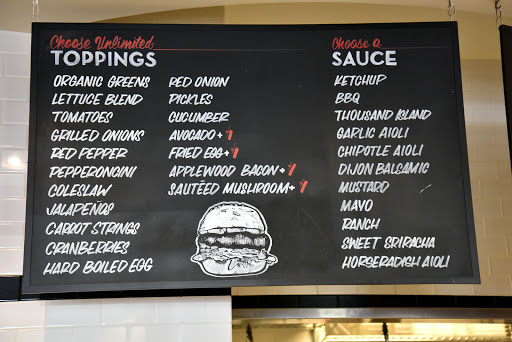 Choose Unlimited
TOPPINGS
ORGANIC GREENS
LETTUCE BLEND
TOMATOES
GRILLED ONIONS
RED PEPPER
PEPPERONCINI
COLESLAW
JALAPEÑOS
CARROT STRINGS
CRANBERRIES
HARD BOILED EGG
RED ONION
PICKLES
CUCUMBER
AVOCADO + 1
FRIED EGG + 1
APPLEWOOD BACON + 1
SAUTÉED MUSHROOM + 1
Choose a
SAUCE
KETCHUP
BBQ
THOUSAND ISLAND
GARLIC AIOLI
CHIPOTLE AIOLI
DIJON BALSAMIC
MUSTARD
MAYO
RANCH
SWEET SRIRACHA
HORSERADISH AIOLI